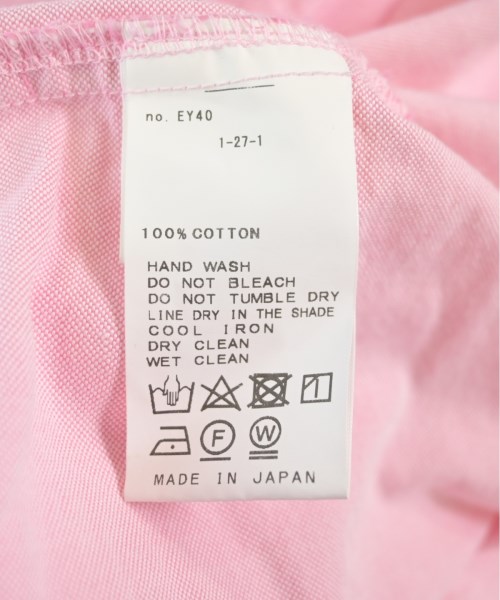 no. EY40
1-27-1
100% COTTON
HAND WASH
DO NOT BLEACH
DO NOT TUMBLE DRY
LINE DRY IN THE SHADE
COOL IRON
DRY CLEAN
WET CLEAN
F W
MADE IN JAPAN